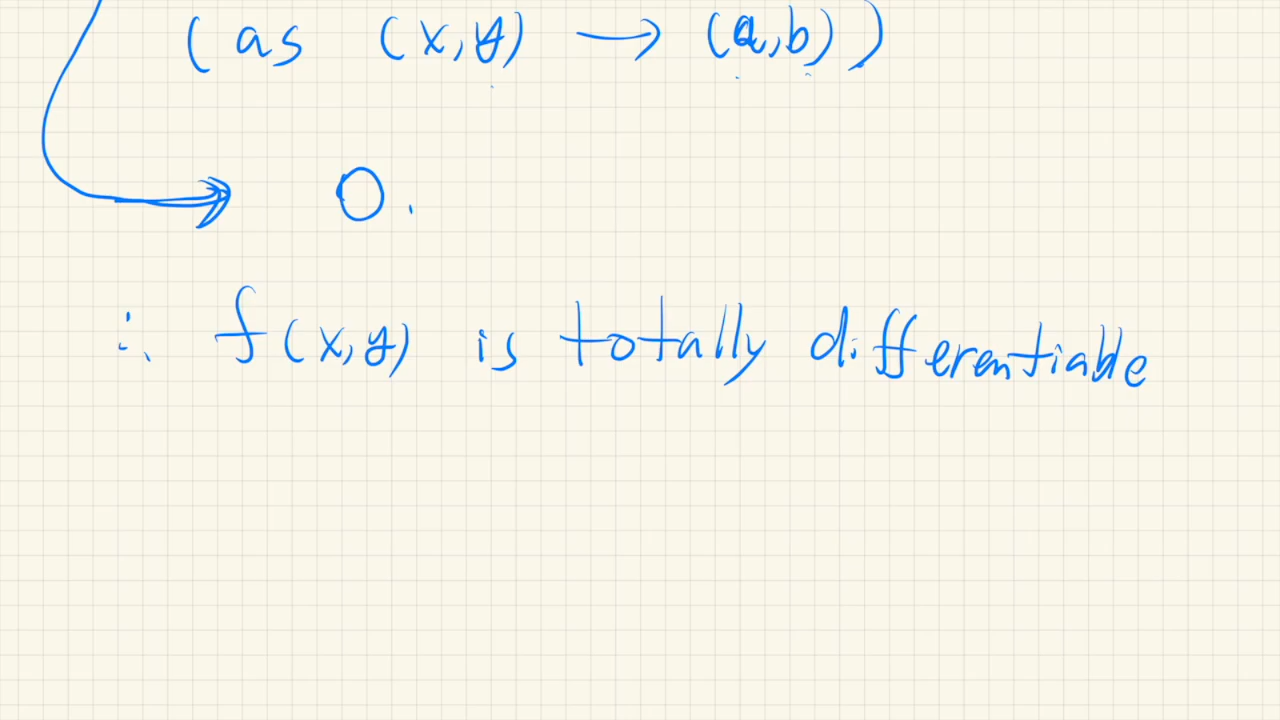 (as (x,y) → (a,b))
0.
∴ f(x,y) is totally differentiable